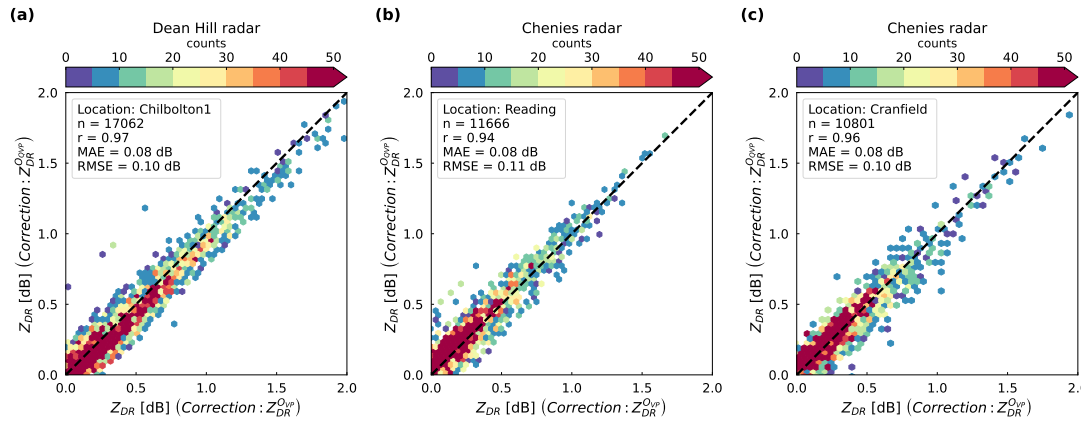 (a)
Dean Hill radar
counts
0 10 20 30 40 50
2.0
1.5
1.0
0.5
0.0
Z_DR [dB] (Correction : Z_DR^O_QVP)
Location: Chilbolton1
n = 17062
r = 0.97
MAE = 0.08 dB
RMSE = 0.10 dB
0.0 0.5 1.0 1.5 2.0
Z_DR [dB] (Correction : Z_DR^O_VP)
(b)
Chenies radar
counts
0 10 20 30 40 50
2.0
1.5
1.0
0.5
0.0
Z_DR [dB] (Correction : Z_DR^O_QVP)
Location: Reading
n = 11666
r = 0.94
MAE = 0.08 dB
RMSE = 0.11 dB
0.0 0.5 1.0 1.5 2.0
Z_DR [dB] (Correction : Z_DR^O_VP)
(c)
Chenies radar
counts
0 10 20 30 40 50
2.0
1.5
1.0
0.5
0.0
Z_DR [dB] (Correction : Z_DR^O_QVP)
Location: Cranfield
n = 10801
r = 0.96
MAE = 0.08 dB
RMSE = 0.10 dB
0.0 0.5 1.0 1.5 2.0
Z_DR [dB] (Correction : Z_DR^O_VP)